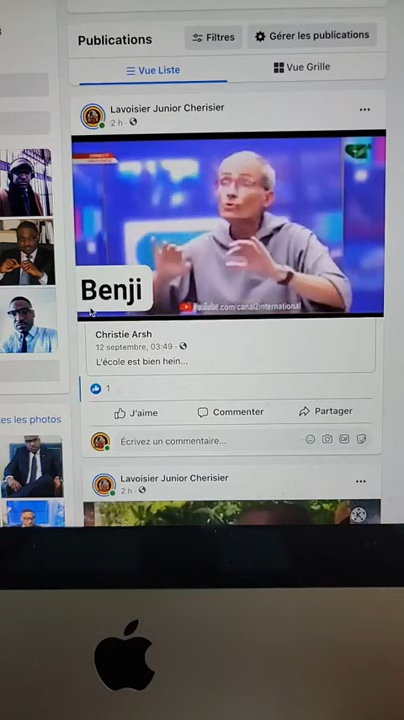 Publications
Filtres
Gérer les publications
Vue Liste
Vue Grille
Lavoisier Junior Cherisier
2 h
Benji
Youtube.com/canal2international
Christie Arsh
12 septembre, 03:49
L'école est bien hein...
1
J'aime
Commenter
Partager
Écrivez un commentaire...
GIF
es les photos
Lavoisier Junior Cherisier
2 h